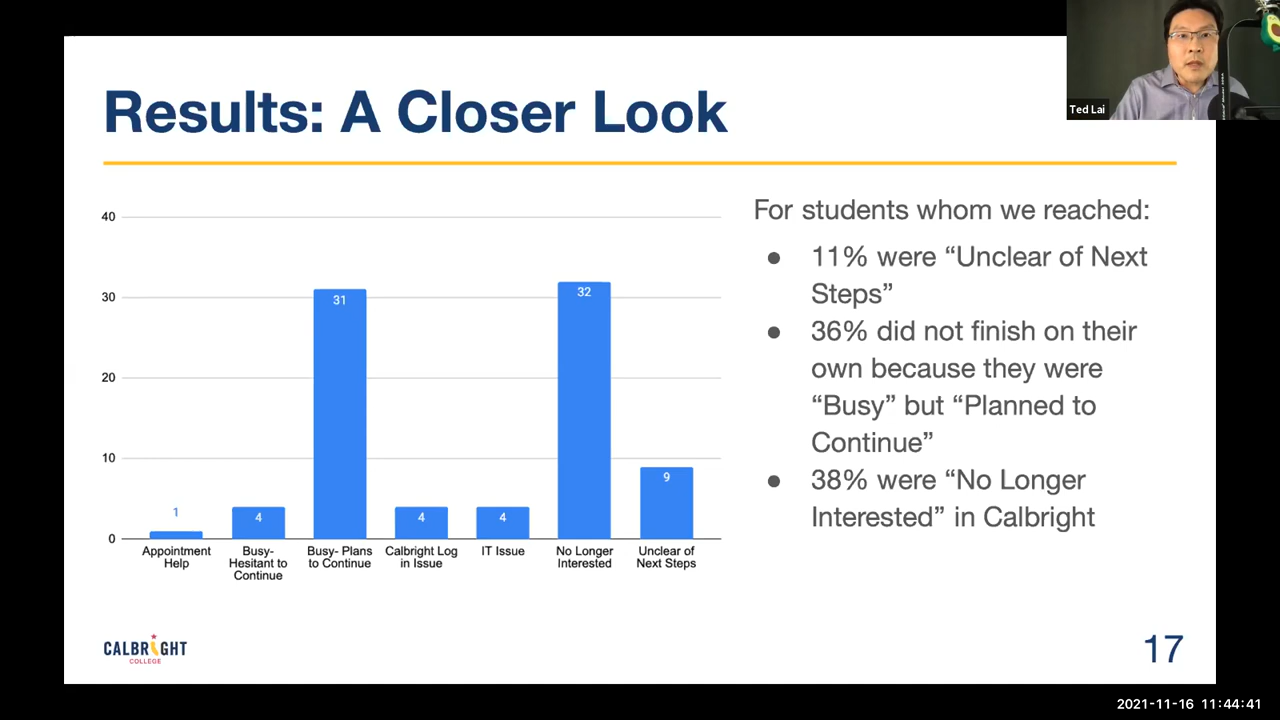 Ted Lai
Results: A Closer Look
40
30
20
10
0
1
4
31
4
4
32
9
Appointment
Help
Busy-
Hesitant to
Continue
Busy- Plans
to Continue
Calbright Log
in Issue
IT Issue
No Longer
Interested
Unclear of
Next Steps
For students whom we reached:
● 11% were “Unclear of Next
Steps”
● 36% did not finish on their
own because they were
“Busy” but “Planned to
Continue”
● 38% were “No Longer
Interested” in Calbright
CALBRIGHT
COLLEGE
17
2021-11-16 11:44:41